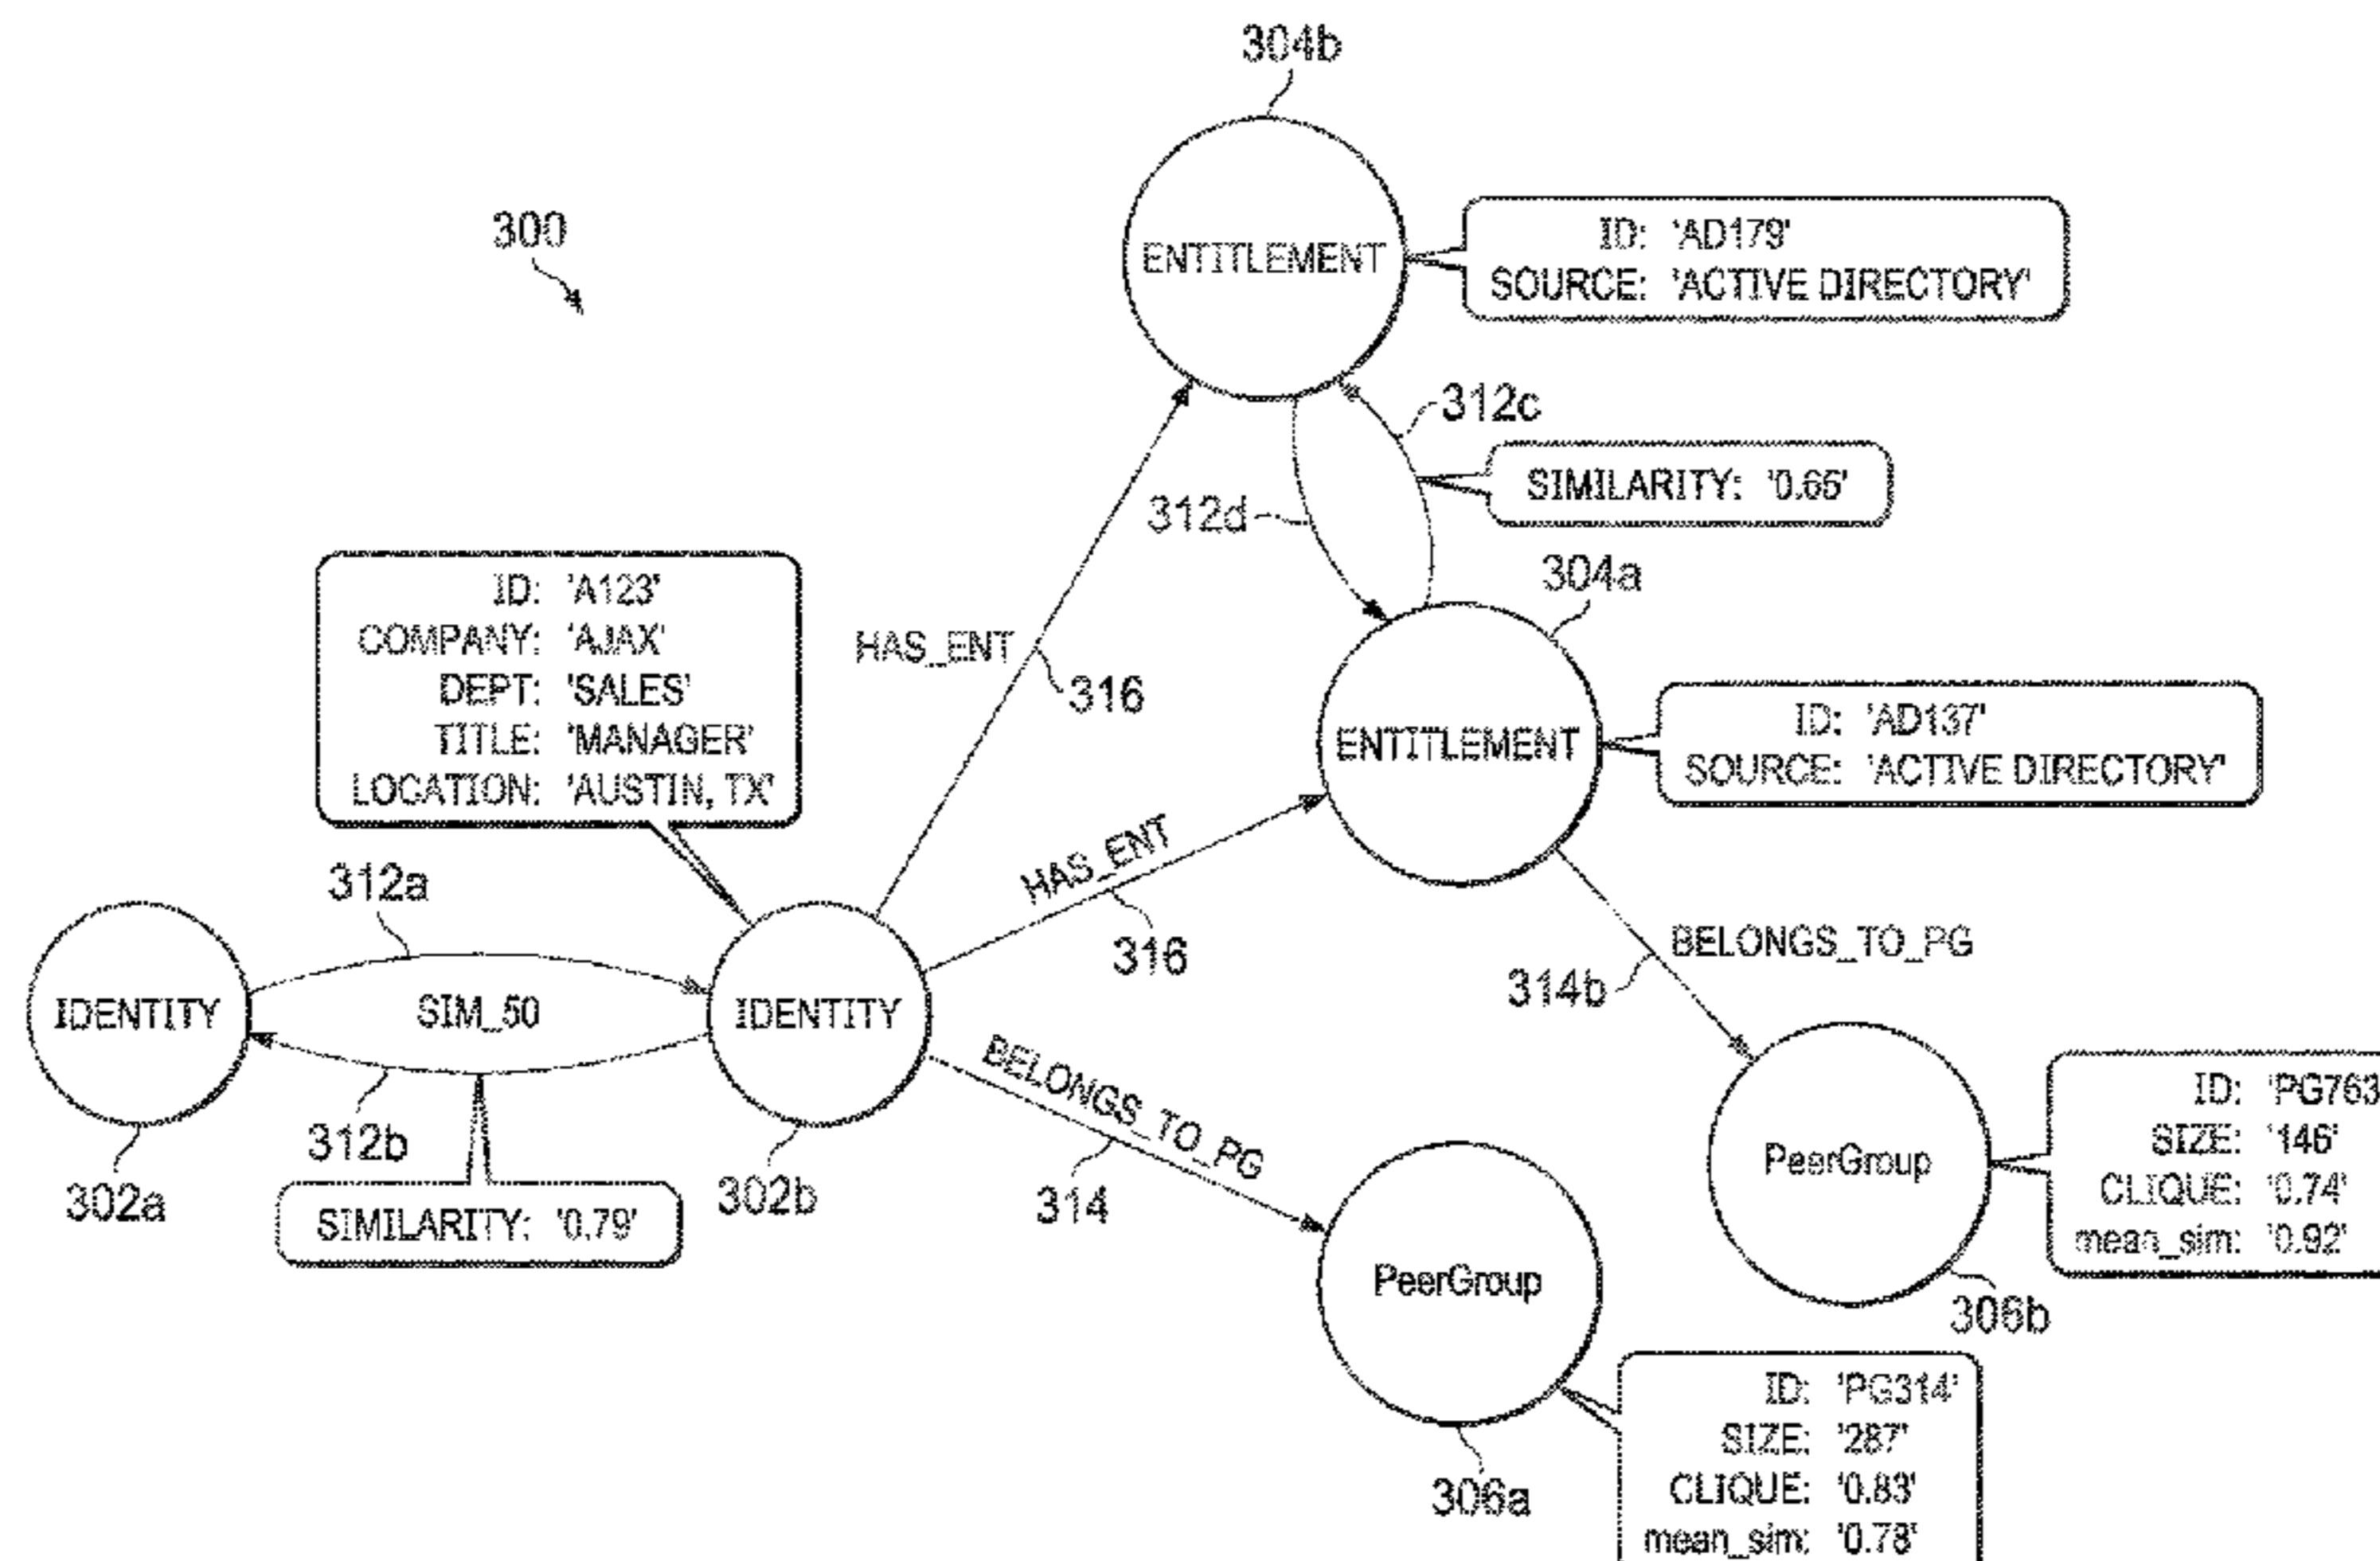 304b
300
ENTITLEMENT
ID: 'AD179'
SOURCE: 'ACTIVE DIRECTORY'
312c
SIMILARITY: '0.66'
312d
304a
ID: 'A123'
COMPANY: 'AJAX'
DEPT: 'SALES'
TITLE: 'MANAGER'
LOCATION: 'AUSTIN, TX'
HAS_ENT
316
ENTITLEMENT
ID: 'AD137'
SOURCE: 'ACTIVE DIRECTORY'
HAS_ENT
316
312a
BELONGS_TO_PG
314b
IDENTITY
SIM_50
IDENTITY
BELONGS_TO_PG
314
312b
302a
302b
SIMILARITY: '0.79'
PeerGroup
ID: 'PG763
SIZE: '146'
CLIQUE: '0.74'
mean_sim: '0.92'
306b
PeerGroup
306a
ID: 'PG314'
SIZE: '287'
CLIQUE: '0.83'
mean_sim: '0.78'